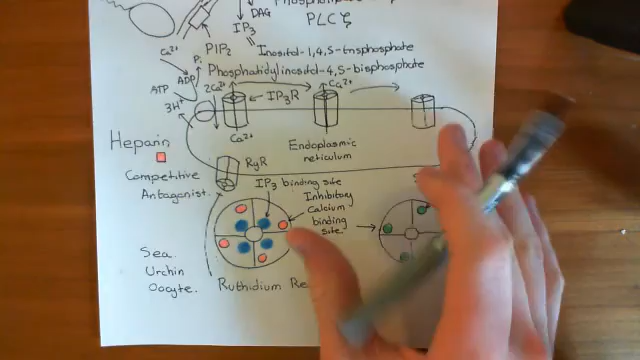 DAG
PLCζ
IP3
Inositol-1,4,5-trisphosphate
PIP2
Phosphatidylinositol-4,5-bisphosphate
Ca2+
Pi
ADP
ATP
3H+
2Ca2+
IP3R
Ca2+
Ca2+
Heparin
Endoplasmic
reticulum
RyR
Competitive
Antagonist.
IP3 binding site
Inhibitory
Calcium
binding
site.
Sea
Urchin
Oocyte.
Ruthidium Re